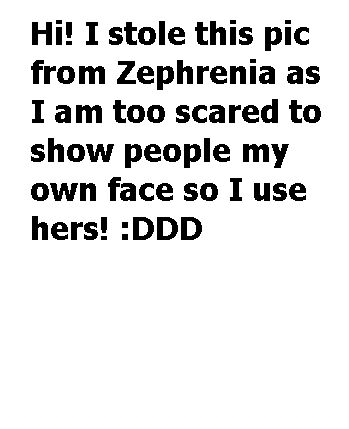 Hi! I stole this pic
from Zephrenia as
I am too scared to
show people my
own face so I use
hers! :DDD